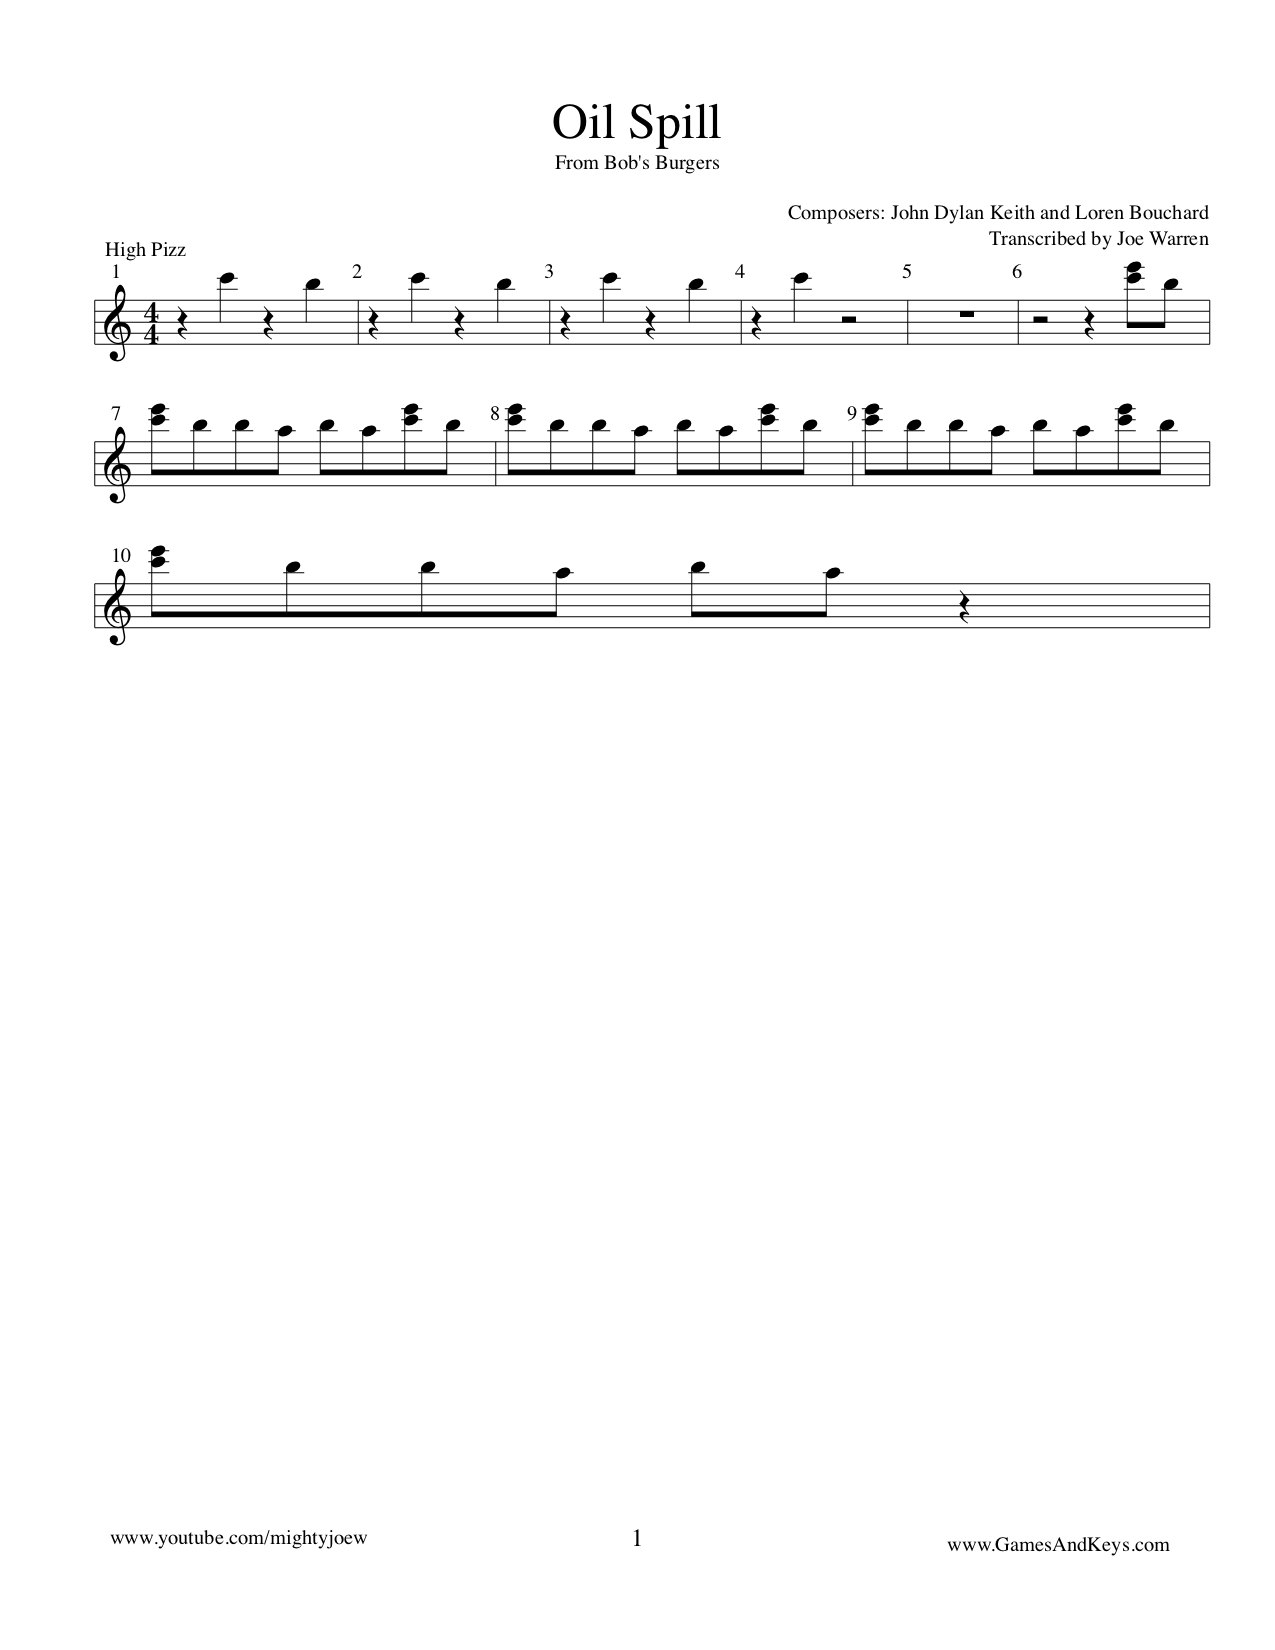 Oil Spill
From Bob's Burgers
Composers: John Dylan Keith and Loren Bouchard
Transcribed by Joe Warren
High Pizz
1 2 3 4 5 6
4
4
7 8 9
10
www.youtube.com/mightyjoew 1 www.GamesAndKeys.com